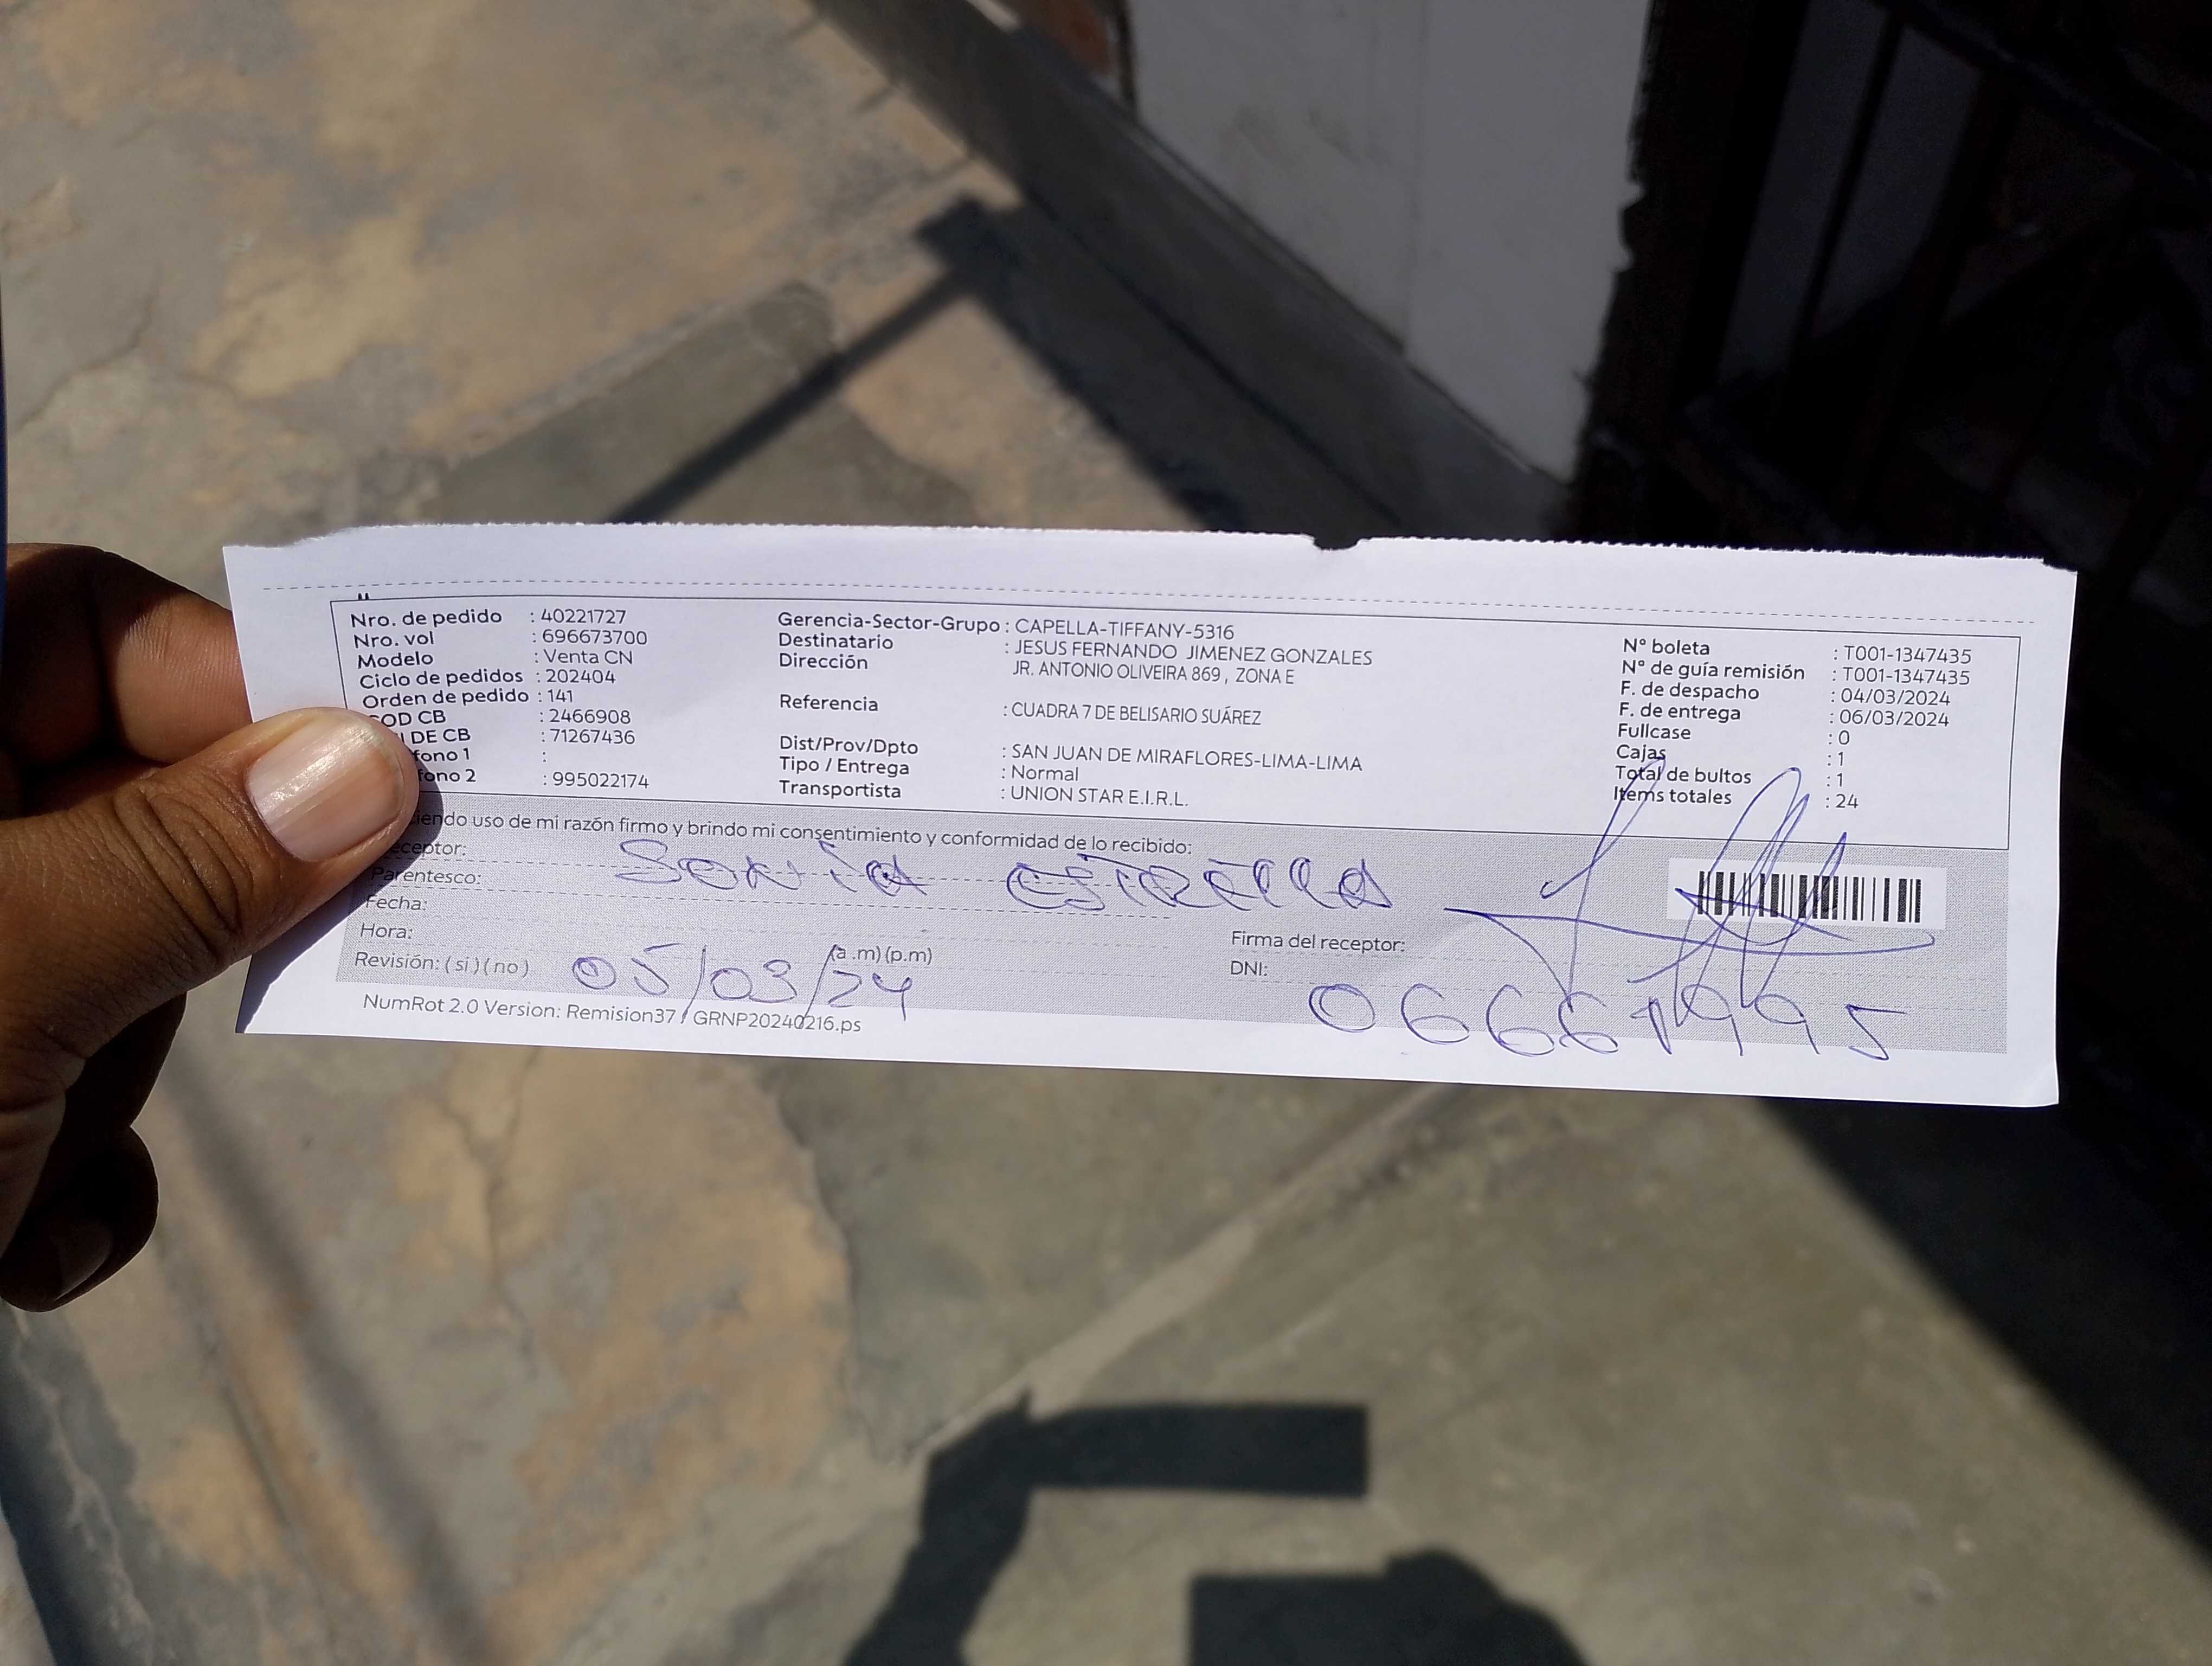 Nro. de pedido : 40221727
Nro. vol : 696673700
Modelo : Venta CN
Ciclo de pedidos : 202404
Orden de pedido : 141
OD CB : 2466908
I DE CB : 71267436
fono 1 :
fono 2 : 995022174
Gerencia-Sector-Grupo : CAPELLA-TIFFANY-5316
Destinatario : JESUS FERNANDO JIMENEZ GONZALES
Dirección JR. ANTONIO OLIVEIRA 869 , ZONA E
Referencia : CUADRA 7 DE BELISARIO SUÁREZ
Dist/Prov/Dpto : SAN JUAN DE MIRAFLORES-LIMA-LIMA
Tipo / Entrega : Normal
Transportista : UNION STAR E.I.R.L.
N° boleta : T001-1347435
N° de guía remisión : T001-1347435
F. de despacho : 04/03/2024
F. de entrega : 06/03/2024
Fullcase : 0
Cajas : 1
Total de bultos : 1
Items totales : 24
iendo uso de mi razón firmo y brindo mi consentimiento y conformidad de lo recibido:
eceptor: SONIA ESTRELLA
Parentesco:
Fecha:
Hora: (a .m) (p.m)
Revisión: ( si ) ( no ) 05/03/24
Firma del receptor:
DNI: 06661995
NumRot 2.0 Version: Remision37 / GRNP20240216.ps